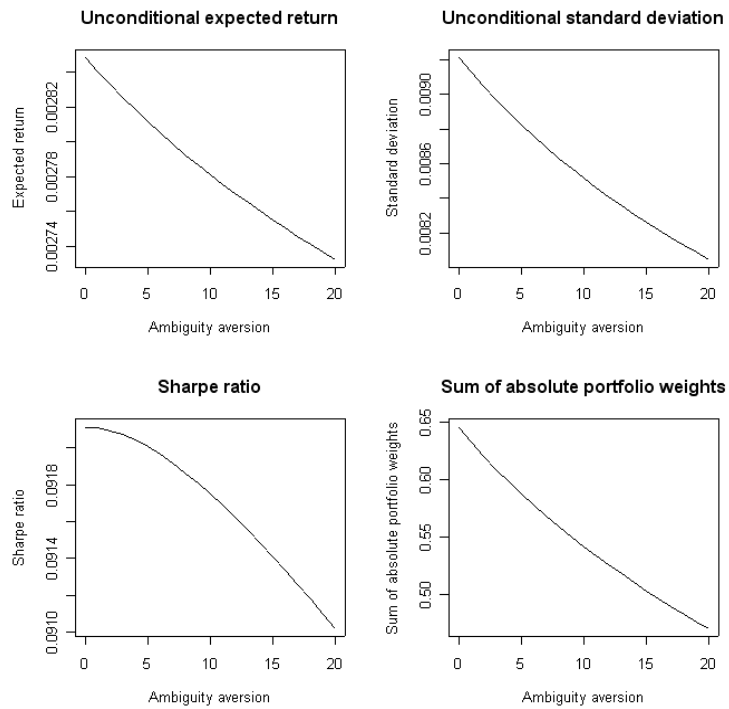 Unconditional expected return
Expected return
0.00282
0.00278
0.00274
0 5 10 15 20
Ambiguity aversion
Unconditional standard deviation
Standard deviation
0.0090
0.0086
0.0082
0 5 10 15 20
Ambiguity aversion
Sharpe ratio
Sharpe ratio
0.0918
0.0914
0.0910
0 5 10 15 20
Ambiguity aversion
Sum of absolute portfolio weights
Sum of absolute portfolio weights
0.65
0.60
0.55
0.50
0 5 10 15 20
Ambiguity aversion